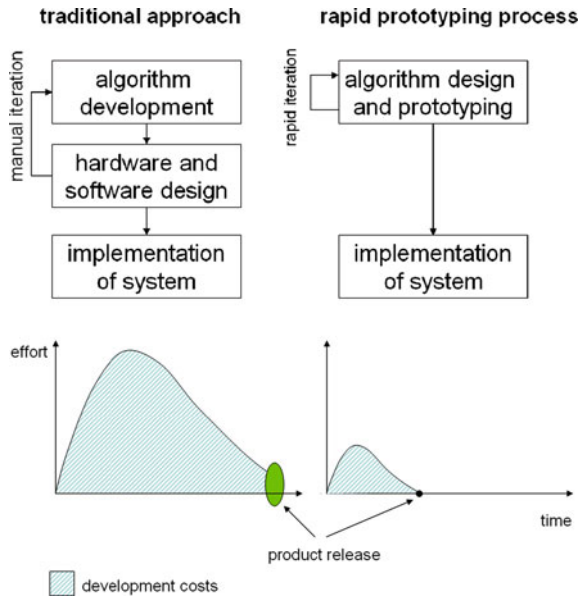 traditional approach
rapid prototyping process
manual iteration
algorithm
development
hardware and
software design
implementation
of system
rapid iteration
algorithm design
and prototyping
implementation
of system
effort
time
product release
development costs